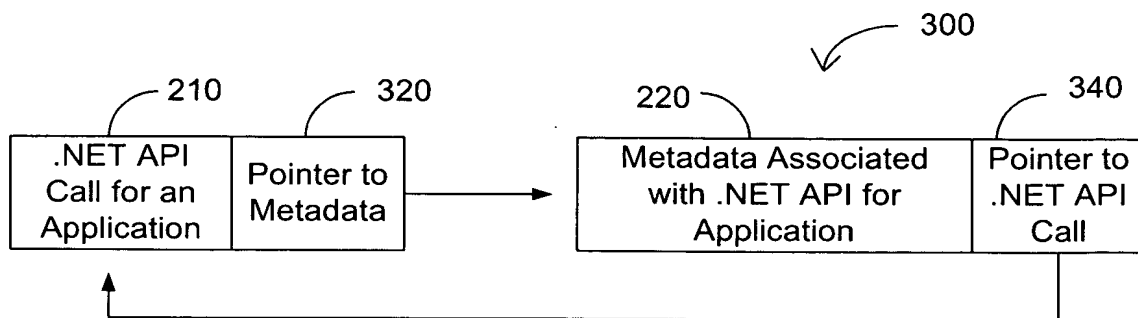 300
210
320
220
340
.NET API
Call for an
Application
Pointer to
Metadata
Metadata Associated
with .NET API for
Application
Pointer to
.NET API
Call